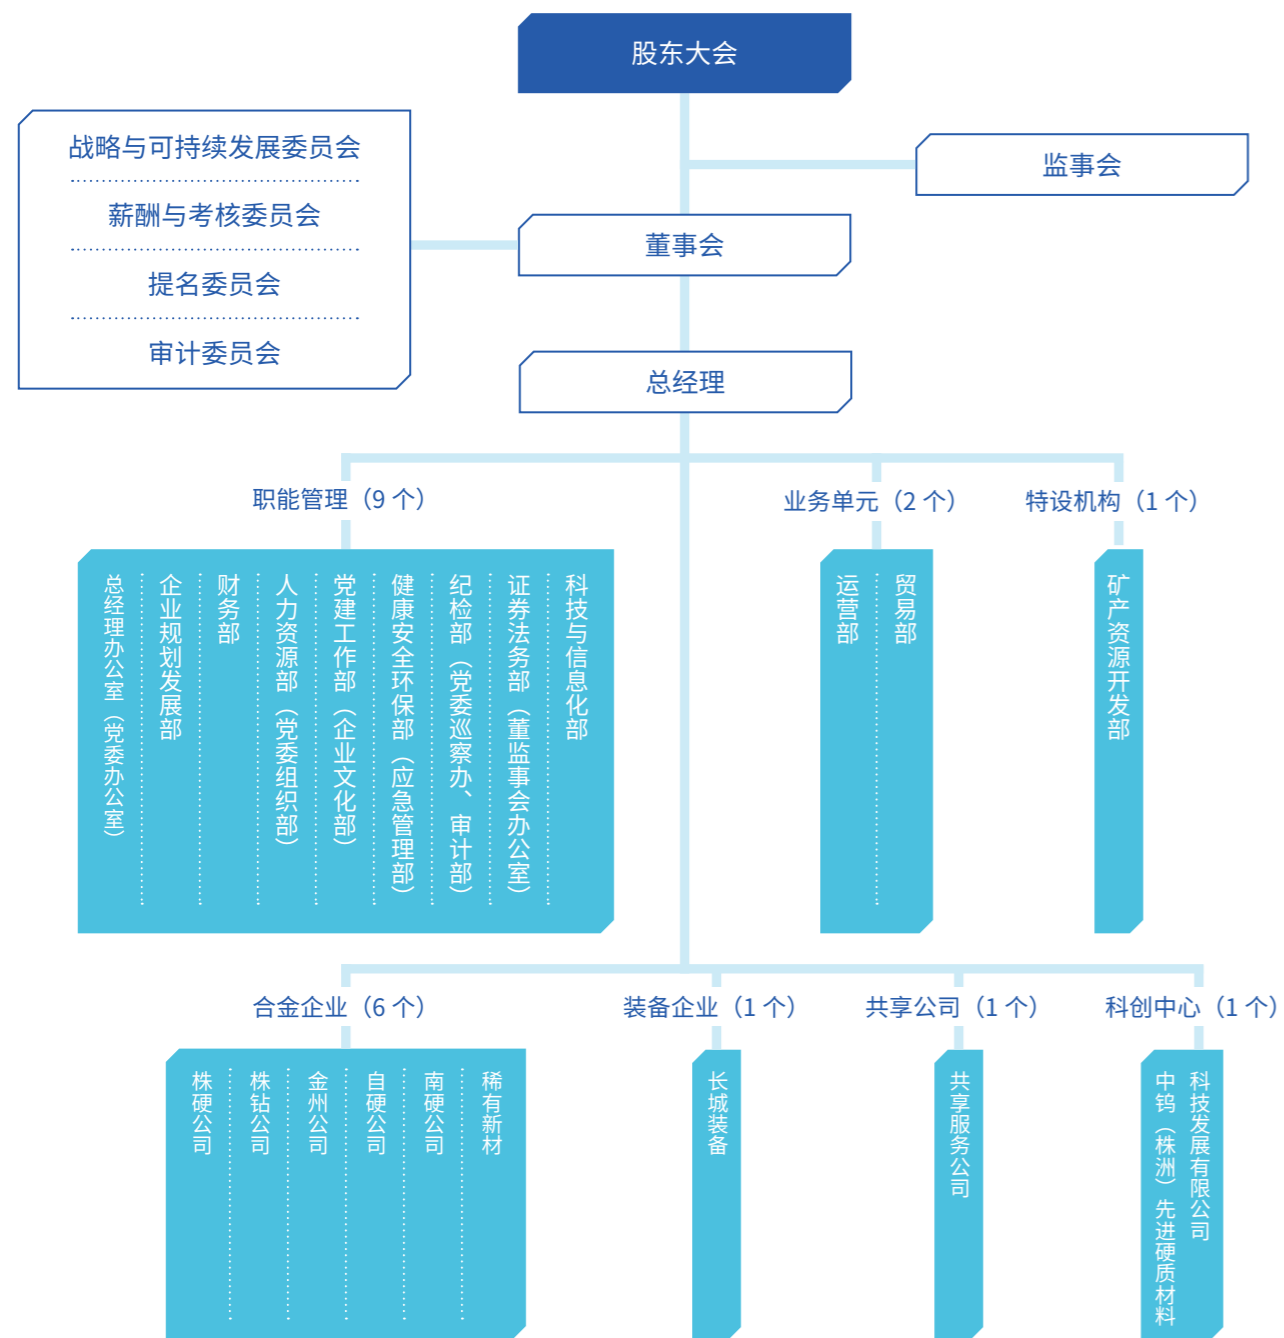 股东大会
监事会
战略与可持续发展委员会
薪酬与考核委员会
提名委员会
审计委员会
董事会
总经理
职能管理（9 个）
业务单元（2 个）
特设机构（1 个）
总经理办公室（党委办公室）
企业规划发展部
财务部
人力资源部（党委组织部）
党建工作部（企业文化部）
健康安全环保部（应急管理部）
纪检部（党委巡察办、审计部）
证券法务部（董监事会办公室）
科技与信息化部
运营部
贸易部
矿产资源开发部
合金企业（6 个）
装备企业（1 个）
共享公司（1 个）
科创中心（1 个）
株硬公司
株钻公司
金州公司
自硬公司
南硬公司
稀有新材
长城装备
共享服务公司
中钨（株洲）先进硬质材料
科技发展有限公司